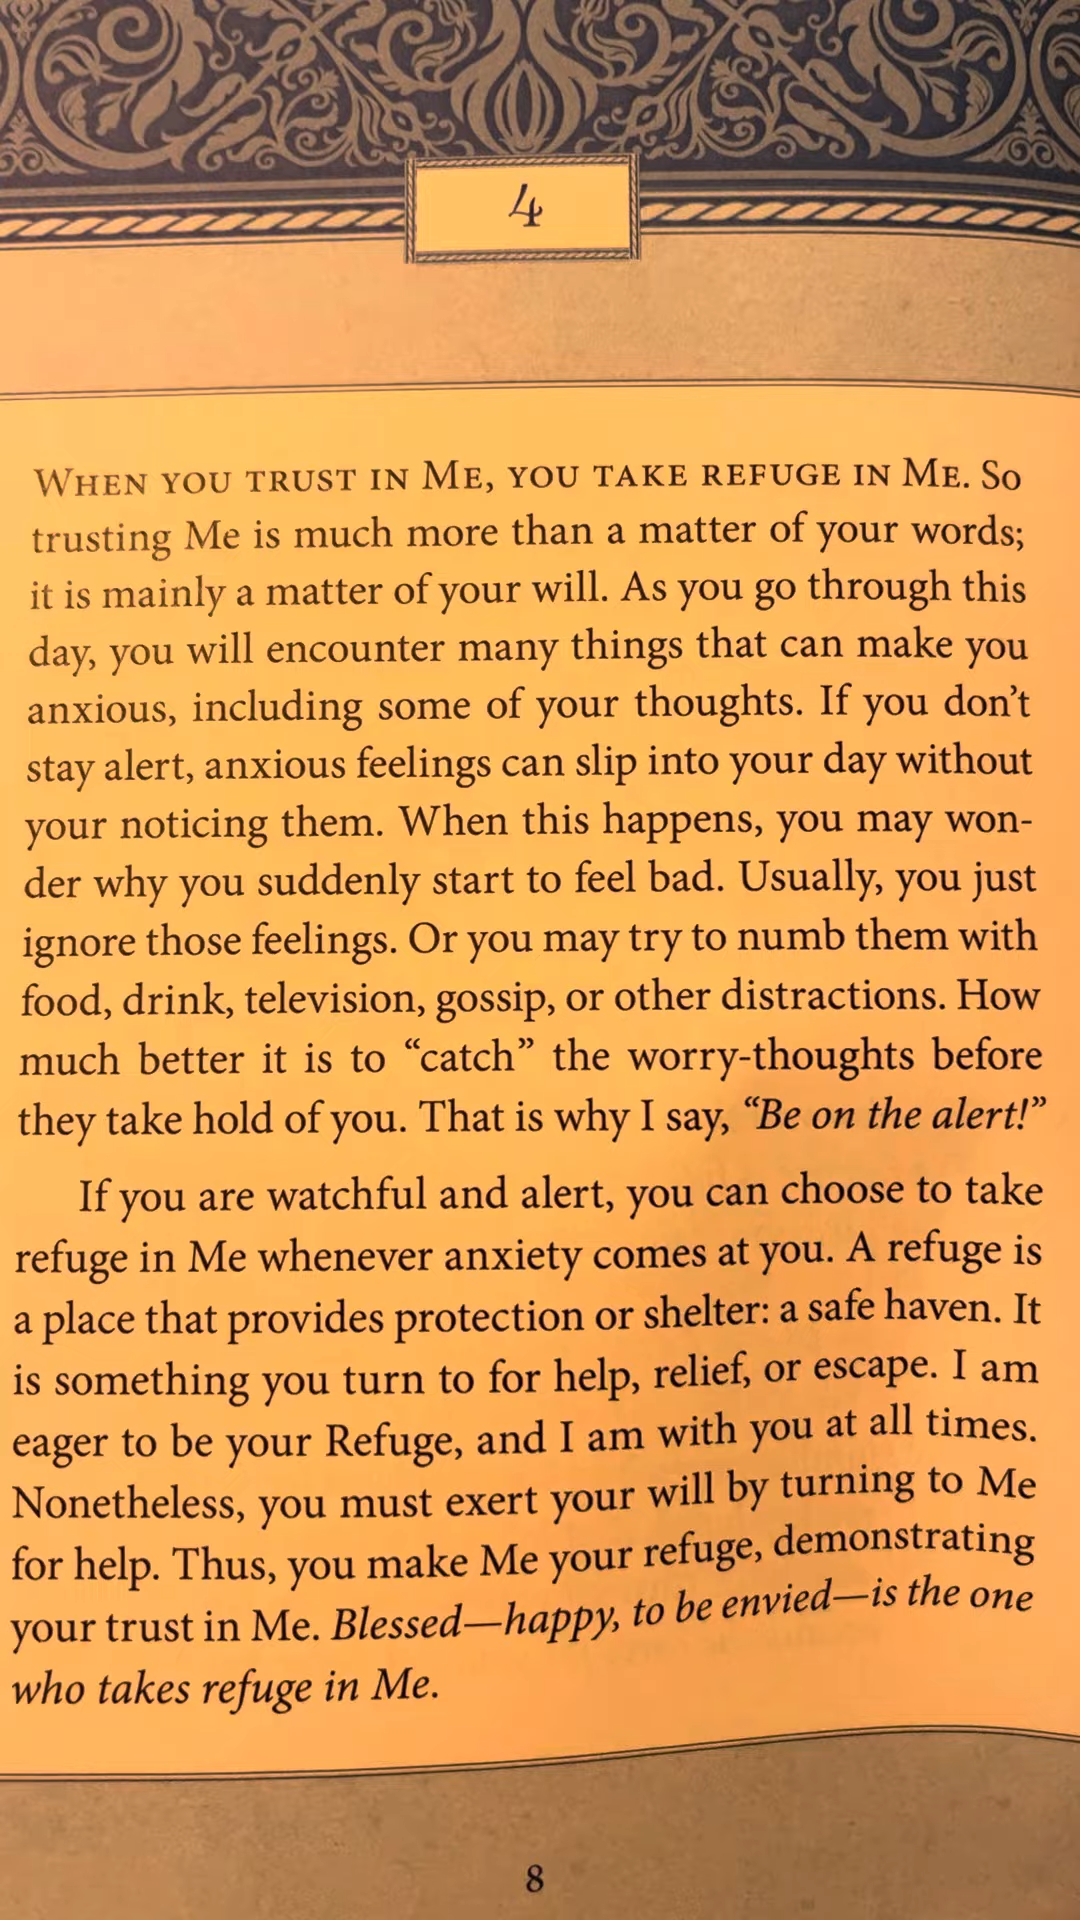 4
WHEN YOU TRUST IN ME, YOU TAKE REFUGE IN ME. So
trusting Me is much more than a matter of your words;
it is mainly a matter of your will. As you go through this
day, you will encounter many things that can make you
anxious, including some of your thoughts. If you don’t
stay alert, anxious feelings can slip into your day without
your noticing them. When this happens, you may won-
der why you suddenly start to feel bad. Usually, you just
ignore those feelings. Or you may try to numb them with
food, drink, television, gossip, or other distractions. How
much better it is to “catch” the worry-thoughts before
they take hold of you. That is why I say, “Be on the alert!”
If you are watchful and alert, you can choose to take
refuge in Me whenever anxiety comes at you. A refuge is
a place that provides protection or shelter: a safe haven. It
is something you turn to for help, relief, or escape. I am
eager to be your Refuge, and I am with you at all times.
Nonetheless, you must exert your will by turning to Me
for help. Thus, you make Me your refuge, demonstrating
your trust in Me. Blessed—happy, to be envied—is the one
who takes refuge in Me.
8